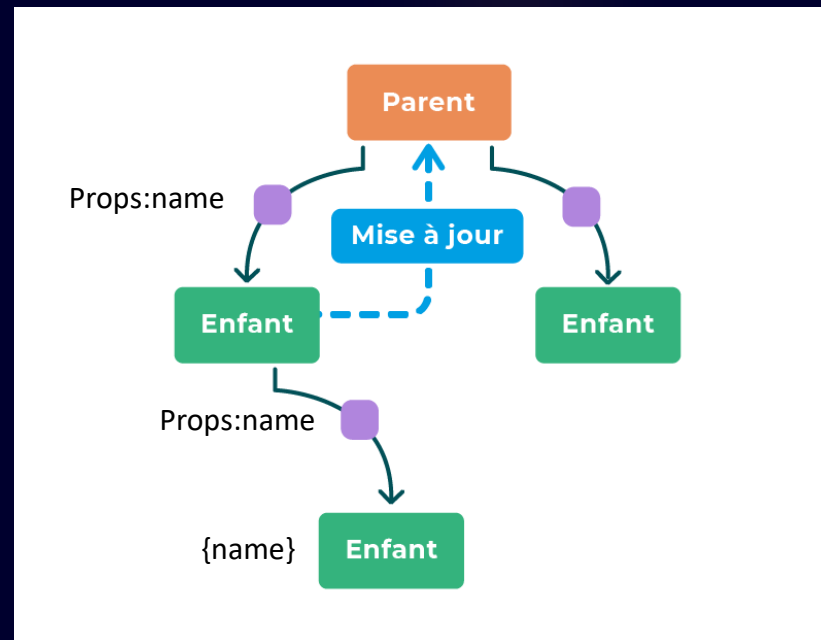 Parent
Props:name
Mise à jour
Enfant
Enfant
Props:name
{name}
Enfant